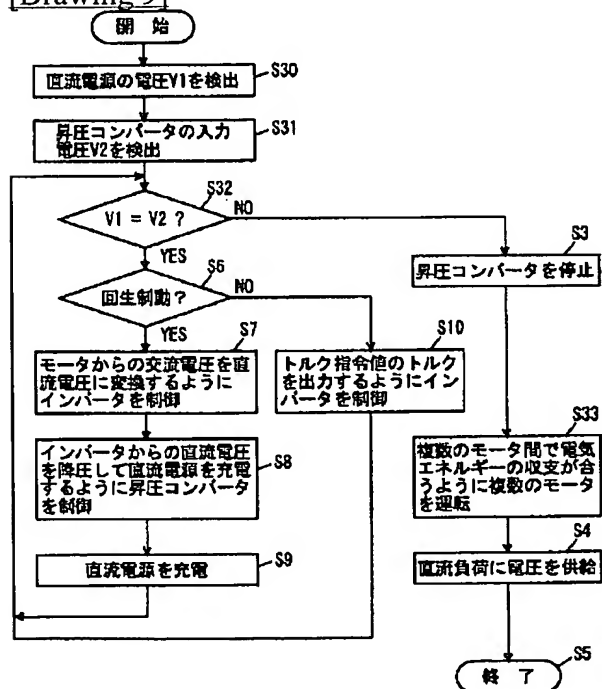 [Drawing 9]
開 始
直流電源の電圧V1を検出
S30
昇圧コンバータの入力
電圧V2を検出
S31
S32
V1 = V2 ?
NO
YES
S6
回生制動?
NO
YES
S7
モータからの交流電圧を直
流電圧に変換するように
インバータを制御
S10
トルク指令値のトルク
を出力するようにイン
バータを制御
インバータからの直流電圧
を降圧して直流電源を充電
するように昇圧コンバータ
を制御
S8
直流電源を充電
S9
S3
昇圧コンバータを停止
S33
複数のモータ間で電気
エネルギーの収支が合
うように複数のモータ
を運転
S4
直流負荷に電圧を供給
S5
終 了